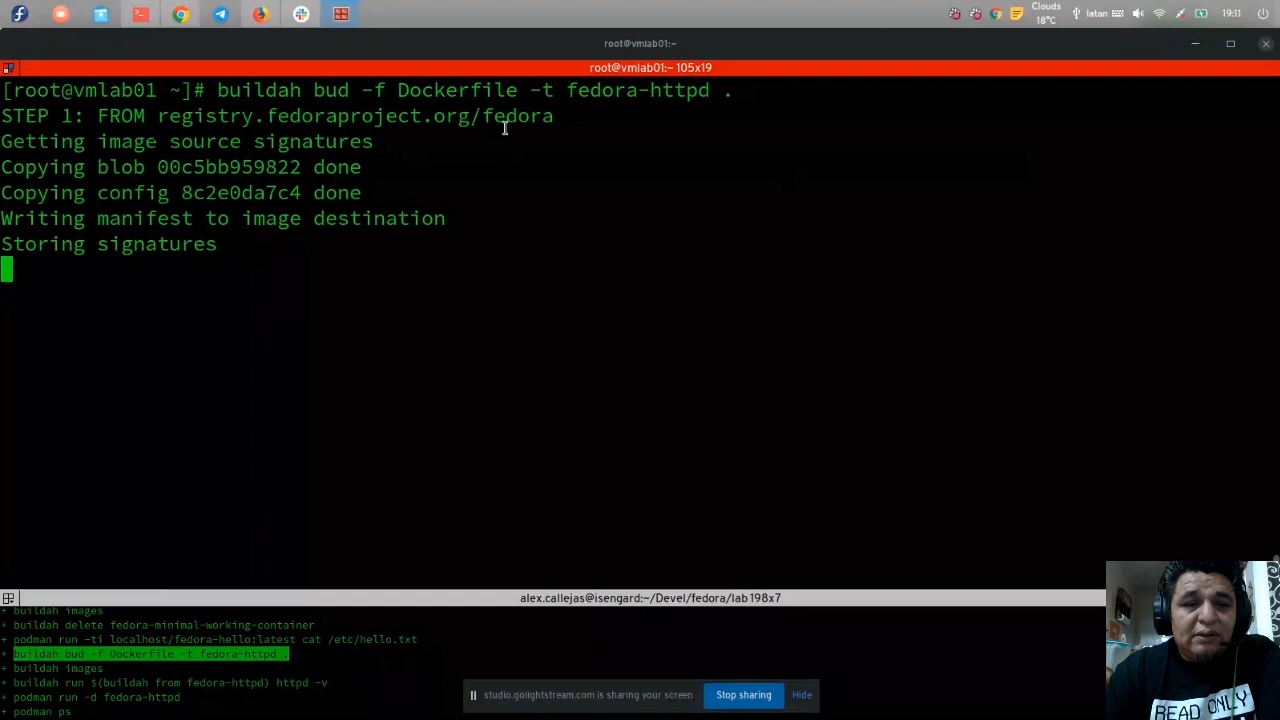 Clouds
18°C
latan
19:11
root@vmlab01:~
root@vmlab01:~ 105x19
[root@vmlab01 ~]# buildah bud -f Dockerfile -t fedora-httpd .
STEP 1: FROM registry.fedoraproject.org/fedora
Getting image source signatures
Copying blob 00c5bb959822 done
Copying config 8c2e0da7c4 done
Writing manifest to image destination
Storing signatures
alex.callejas@isengard:~/Devel/fedora/lab 198x7
+ buildah images
+ buildah delete fedora-minimal-working-container
+ podman run -ti localhost/fedora-hello:latest cat /etc/hello.txt
+ buildah bud -f Dockerfile -t fedora-httpd .
+ buildah images
+ buildah run $(buildah from fedora-httpd) httpd -v
+ podman run -d fedora-httpd
+ podman ps
studio.golightstream.com is sharing your screen.
Stop sharing
Hide
READ ONLY